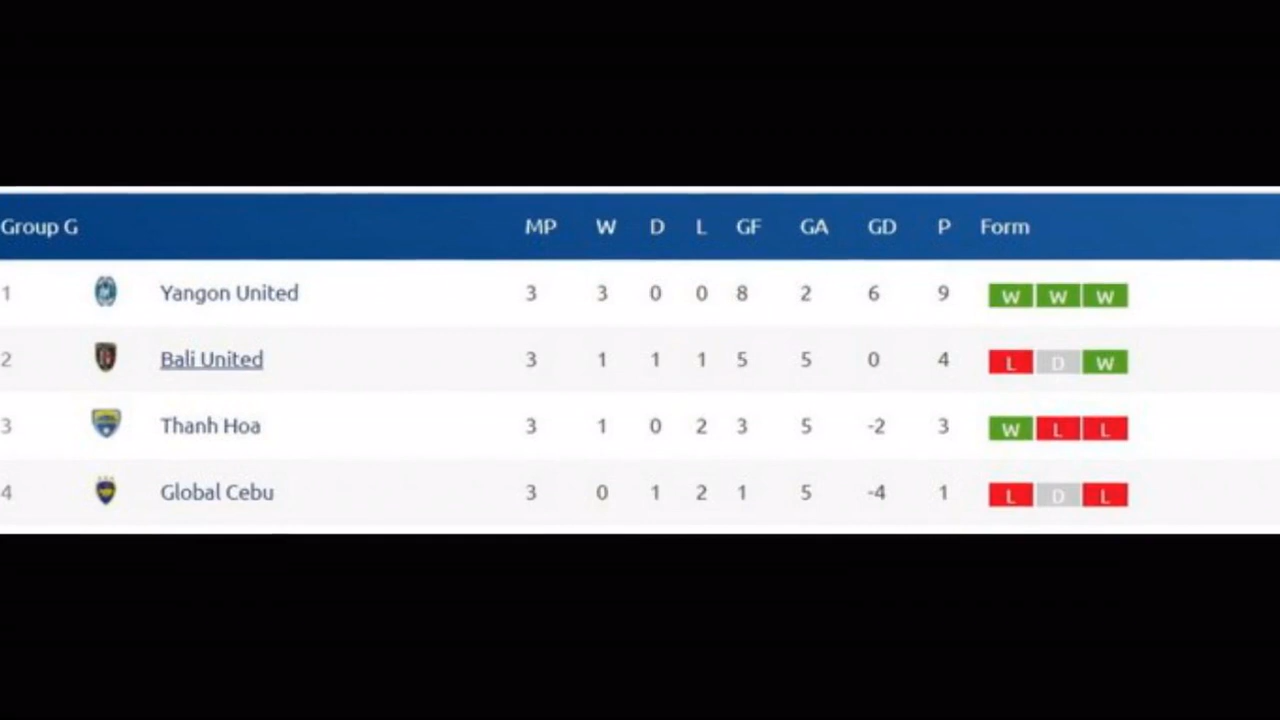 Group G MP W D L GF GA GD P Form
1 Yangon United 3 3 0 0 8 2 6 9 W W W
2 Bali United 3 1 1 1 5 5 0 4 L D W
3 Thanh Hoa 3 1 0 2 3 5 -2 3 W L L
4 Global Cebu 3 0 1 2 1 5 -4 1 L D L